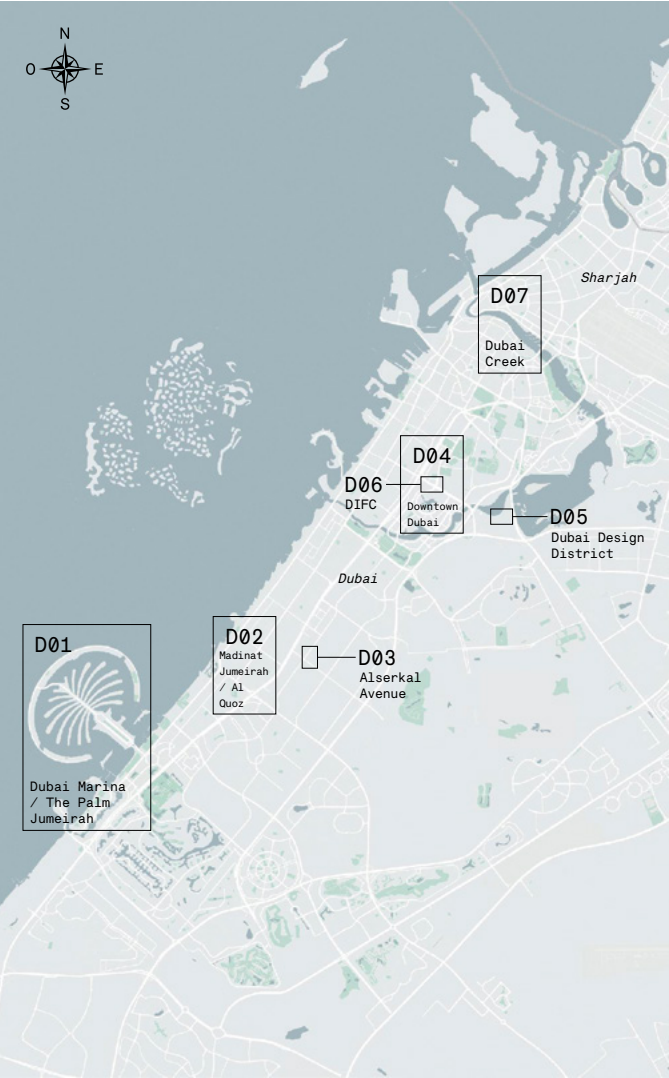 N
O E
S
Sharjah
D07
Dubai
Creek
D04
D06
DIFC
Downtown
Dubai
D05
Dubai Design
District
Dubai
D01
D02
Madinat
Jumeirah
/ Al
Quoz
D03
Alserkal
Avenue
Dubai Marina
/ The Palm
Jumeirah